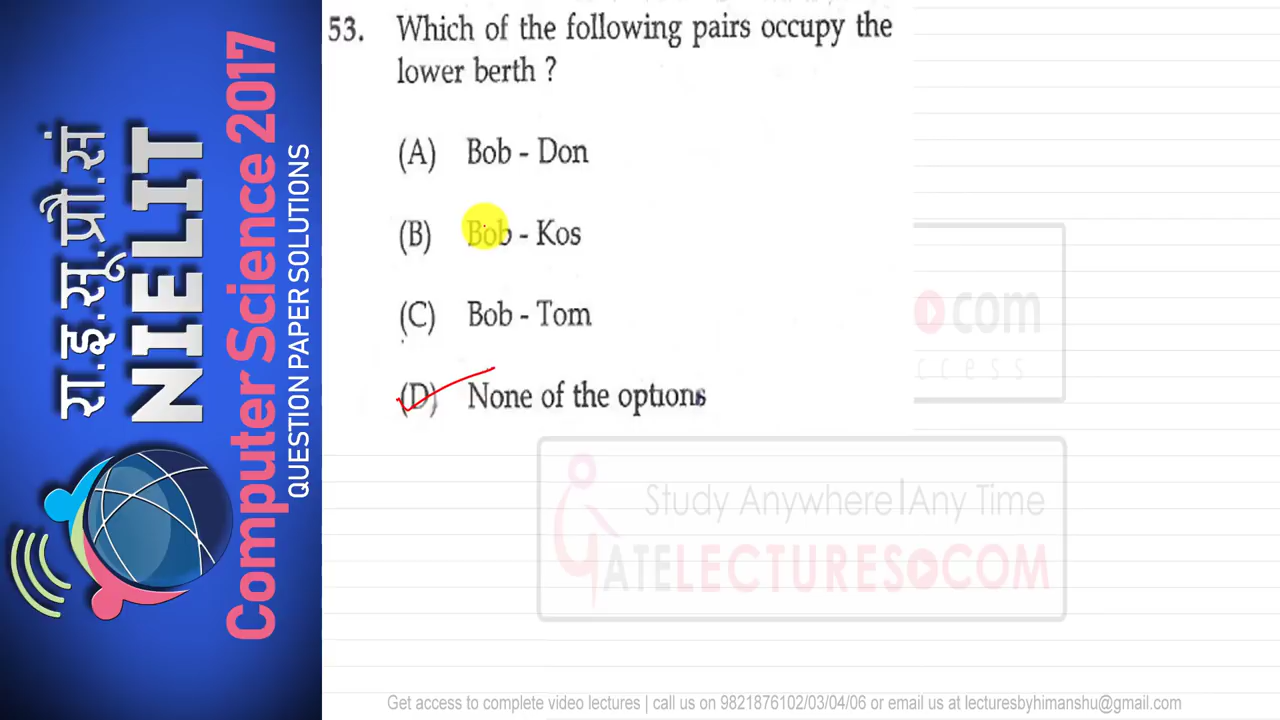 रा.इ.सू.प्रौ.सं
NIELIT
Computer Science 2017
QUESTION PAPER SOLUTIONS
53. Which of the following pairs occupy the
lower berth ?
(A) Bob - Don
(B) Bob - Kos
(C) Bob - Tom
(D) None of the options
com
ccess
Study Anywhere|Any Time
GATELECTURES.COM
Get access to complete video lectures | call us on 9821876102/03/04/06 or email us at lecturesbyhimanshu@gmail.com